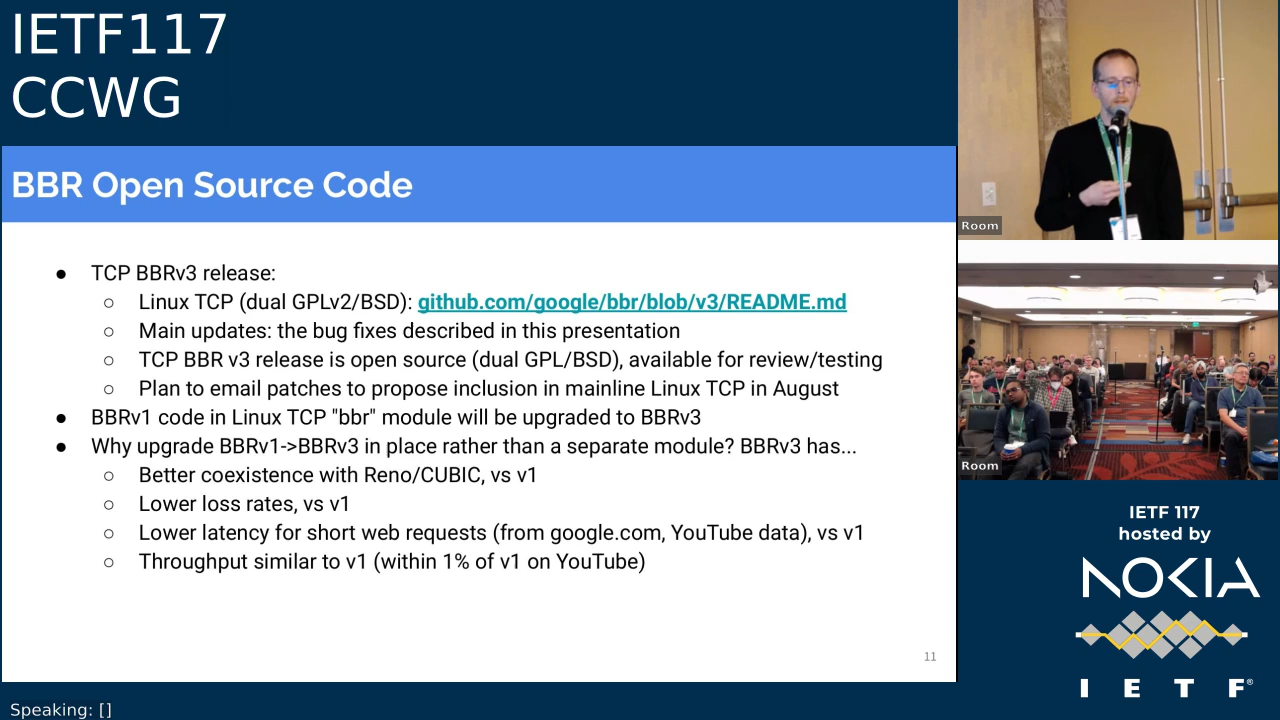 IETF117
CCWG
BBR Open Source Code
● TCP BBRv3 release:
○ Linux TCP (dual GPLv2/BSD): github.com/google/bbr/blob/v3/README.md
○ Main updates: the bug fixes described in this presentation
○ TCP BBR v3 release is open source (dual GPL/BSD), available for review/testing
○ Plan to email patches to propose inclusion in mainline Linux TCP in August
● BBRv1 code in Linux TCP "bbr" module will be upgraded to BBRv3
● Why upgrade BBRv1->BBRv3 in place rather than a separate module? BBRv3 has...
○ Better coexistence with Reno/CUBIC, vs v1
○ Lower loss rates, vs v1
○ Lower latency for short web requests (from google.com, YouTube data), vs v1
○ Throughput similar to v1 (within 1% of v1 on YouTube)
11
Room
Room
IETF 117
hosted by
NOKIA
I E T F®
Speaking: []